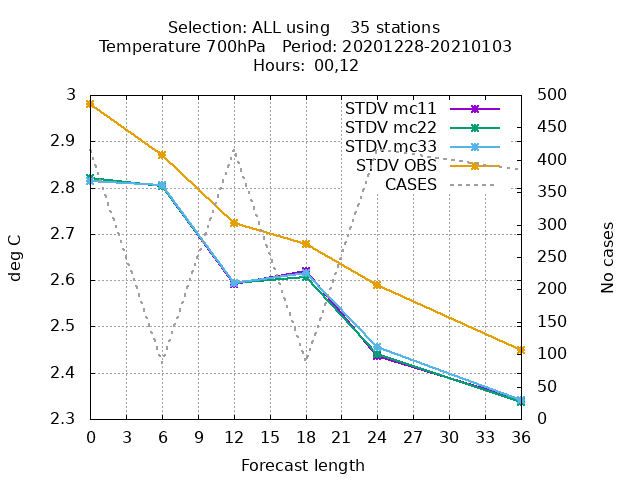 Selection: ALL using    35 stations
Temperature 700hPa   Period: 20201228-20210103
Hours:  00,12
3
2.9
2.8
2.7
2.6
2.5
2.4
2.3
deg C
STDV mc11
STDV mc22
STDV mc33
STDV OBS
CASES
500
450
400
350
300
250
200
150
100
50
0
No cases
0 3 6 9 12 15 18 21 24 27 30 33 36
Forecast length